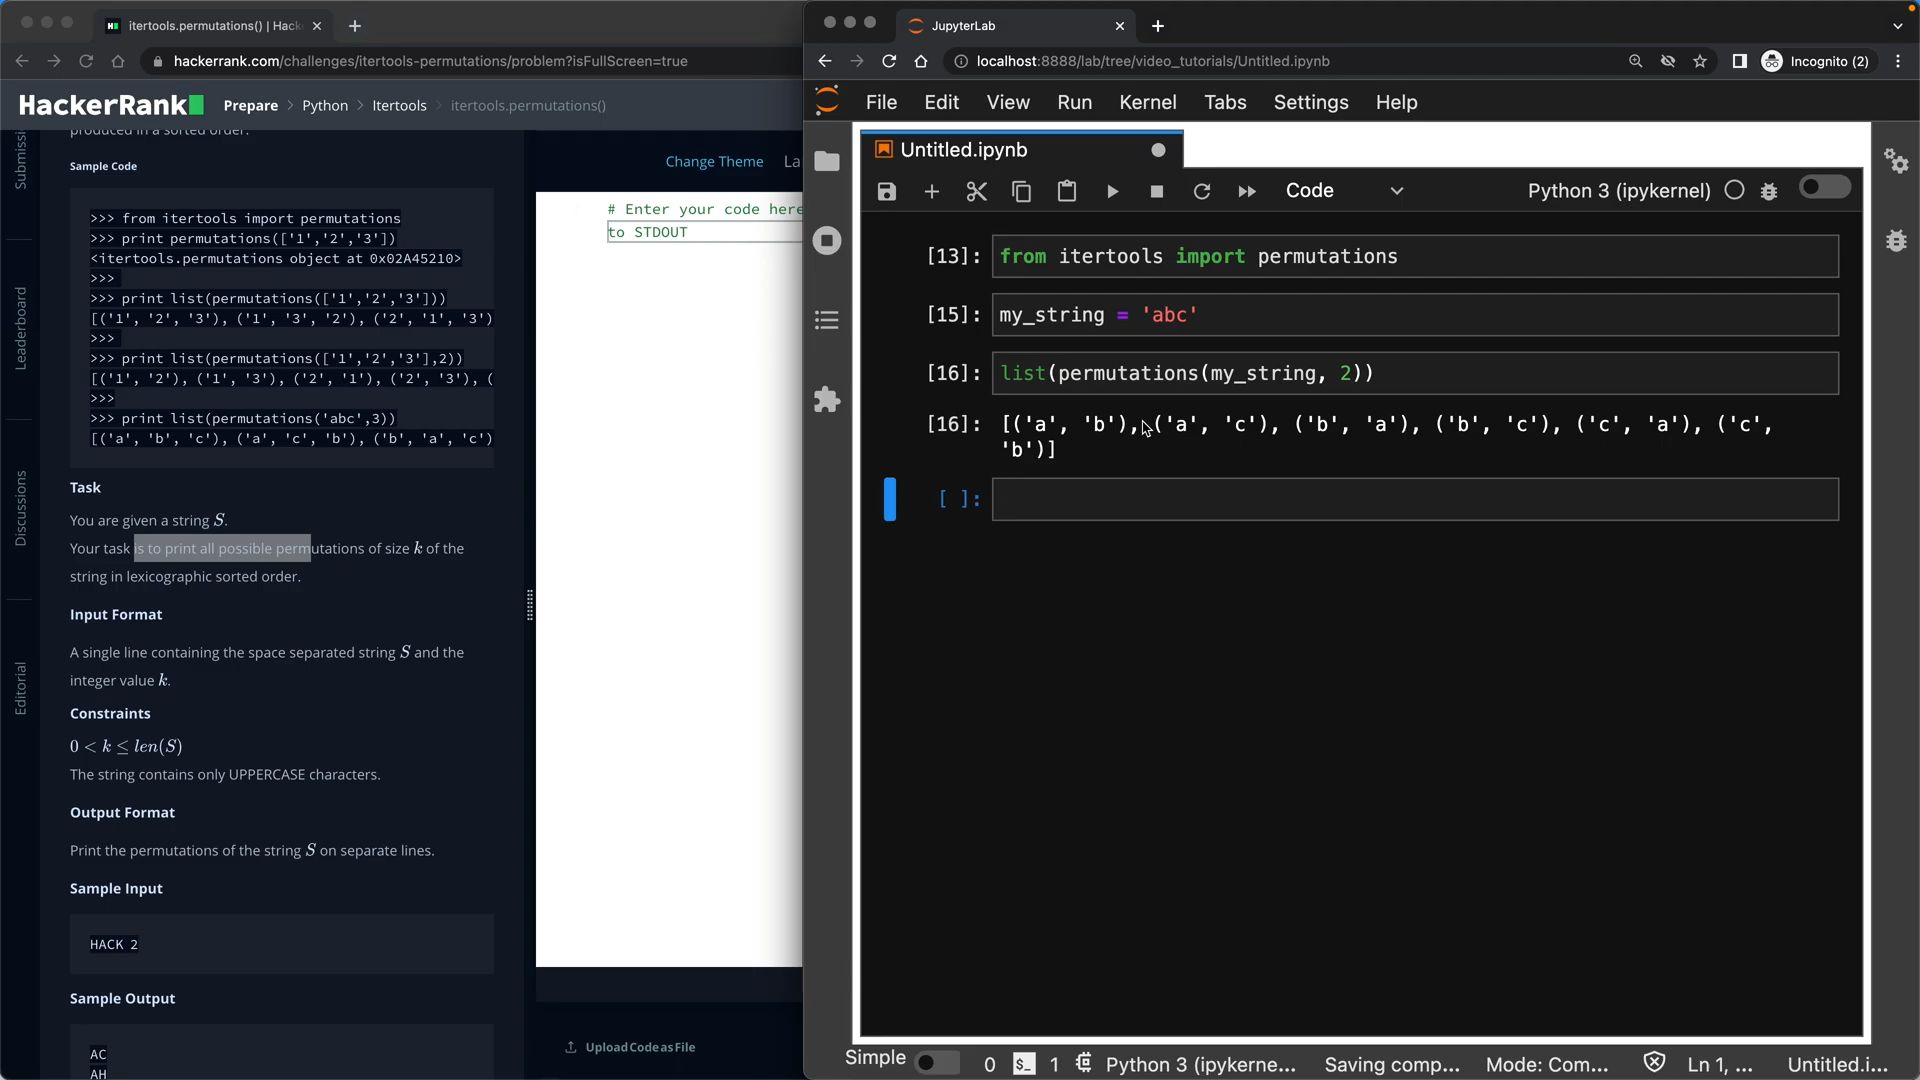 itertools.permutations() | Hack
hackerrank.com/challenges/itertools-permutations/problem?isFullScreen=true
HackerRank
Prepare > Python > Itertools > itertools.permutations()
produced in a sorted order.
Sample Code
>>> from itertools import permutations
>>> print permutations(['1','2','3'])
<itertools.permutations object at 0x02A45210>
>>>
>>> print list(permutations(['1','2','3']))
[('1', '2', '3'), ('1', '3', '2'), ('2', '1', '3')
>>>
>>> print list(permutations(['1','2','3'],2))
[('1', '2'), ('1', '3'), ('2', '1'), ('2', '3'), (
>>>
>>> print list(permutations('abc',3))
[('a', 'b', 'c'), ('a', 'c', 'b'), ('b', 'a', 'c')
Task
You are given a string S.
Your task is to print all possible permutations of size k of the
string in lexicographic sorted order.
Input Format
A single line containing the space separated string S and the
integer value k.
Constraints
0 < k ≤ len(S)
The string contains only UPPERCASE characters.
Output Format
Print the permutations of the string S on separate lines.
Sample Input
HACK 2
Sample Output
AC
AH
Submissi
Leaderboard
Discussions
Editorial
Change Theme La
# Enter your code here
to STDOUT
Upload Code as File
JupyterLab
localhost:8888/lab/tree/video_tutorials/Untitled.ipynb
Incognito (2)
File Edit View Run Kernel Tabs Settings Help
Untitled.ipynb
Code
Python 3 (ipykernel)
[13]: from itertools import permutations
[15]: my_string = 'abc'
[16]: list(permutations(my_string, 2))
[16]: [('a', 'b'), ('a', 'c'), ('b', 'a'), ('b', 'c'), ('c', 'a'), ('c',
'b')]
[ ]:
Simple 0 $_ 1 Python 3 (ipykerne... Saving comp... Mode: Com... Ln 1, ... Untitled.i...